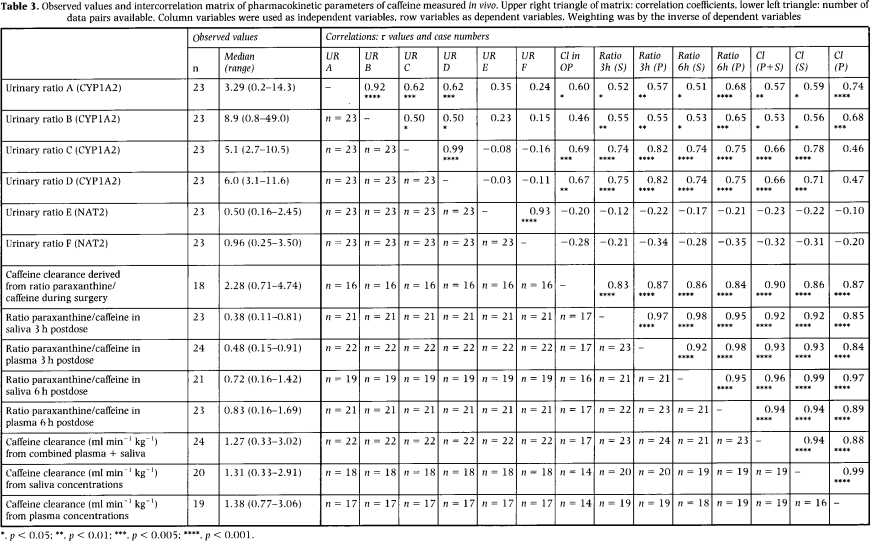 Table 3. Observed values and intercorrelation matrix of pharmacokinetic parameters of caffeine measured in vivo. Upper right triangle of matrix: correlation coefficients, lower left triangle: number of
data pairs available. Column variables were used as independent variables, row variables as dependent variables. Weighting was by the inverse of dependent variables
Observed values Correlations: r values and case numbers
n Median (range) UR A UR B UR C UR D UR E UR F Cl in OP Ratio 3h (S) Ratio 3h (P) Ratio 6h (S) Ratio 6h (P) Cl (P+S) Cl (S) Cl (P)
Urinary ratio A (CYP1A2) 23 3.29 (0.2–14.3) – 0.92 0.62 0.62 0.35 0.24 0.60 0.52 0.57 0.51 0.68 0.57 0.59 0.74
**** *** *** * * ** * **** ** * ****
Urinary ratio B (CYP1A2) 23 8.9 (0.8–49.0) n = 23 – 0.50 0.50 0.23 0.15 0.46 0.55 0.55 0.53 0.65 0.53 0.56 0.68
* * ** ** * *** * * ***
Urinary ratio C (CYP1A2) 23 5.1 (2.7–10.5) n = 23 n = 23 – 0.99 −0.08 −0.16 0.69 0.74 0.82 0.74 0.75 0.66 0.78 0.46
**** *** **** **** **** **** **** ****
Urinary ratio D (CYP1A2) 23 6.0 (3.1–11.6) n = 23 n = 23 n = 23 – −0.03 −0.11 0.67 0.75 0.82 0.74 0.75 0.66 0.71 0.47
** **** **** **** **** **** ***
Urinary ratio E (NAT2) 23 0.50 (0.16–2.45) n = 23 n = 23 n = 23 n = 23 – 0.93 −0.20 −0.12 −0.22 −0.17 −0.21 −0.23 −0.22 −0.10
****
Urinary ratio F (NAT2) 23 0.96 (0.25–3.50) n = 23 n = 23 n = 23 n = 23 n = 23 – −0.28 −0.21 −0.34 −0.28 −0.35 −0.32 −0.31 −0.20
Caffeine clearance derived
from ratio paraxanthine/ 18 2.28 (0.71–4.74) n = 16 n = 16 n = 16 n = 16 n = 16 n = 16 – 0.83 0.87 0.86 0.84 0.90 0.86 0.87
caffeine during surgery **** **** **** **** **** **** ****
Ratio paraxanthine/caffeine in 23 0.38 (0.11–0.81) n = 21 n = 21 n = 21 n = 21 n = 21 n = 21 n = 17 – 0.97 0.98 0.95 0.92 0.92 0.85
saliva 3 h postdose **** **** **** **** **** ****
Ratio paraxanthine/caffeine in 24 0.48 (0.15–0.91) n = 22 n = 22 n = 22 n = 22 n = 22 n = 22 n = 17 n = 23 – 0.92 0.98 0.93 0.93 0.84
plasma 3 h postdose **** **** **** **** ****
Ratio paraxanthine/caffeine in 21 0.72 (0.16–1.42) n = 19 n = 19 n = 19 n = 19 n = 19 n = 19 n = 16 n = 21 n = 21 – 0.95 0.96 0.99 0.97
saliva 6 h postdose **** **** **** ****
Ratio paraxanthine/caffeine in 23 0.83 (0.16–1.69) n = 21 n = 21 n = 21 n = 21 n = 21 n = 21 n = 17 n = 22 n = 23 n = 21 – 0.94 0.94 0.89
plasma 6 h postdose **** **** ****
Caffeine clearance (ml min−1 kg−1) 24 1.27 (0.33–3.02) n = 22 n = 22 n = 22 n = 22 n = 22 n = 22 n = 17 n = 23 n = 24 n = 21 n = 23 – 0.94 0.88
from combined plasma + saliva **** ****
Caffeine clearance (ml min−1 kg−1) 20 1.31 (0.33–2.91) n = 18 n = 18 n = 18 n = 18 n = 18 n = 18 n = 14 n = 20 n = 20 n = 19 n = 19 n = 19 – 0.99
from saliva concentrations ****
Caffeine clearance (ml min−1 kg−1) 19 1.38 (0.77–3.06) n = 17 n = 17 n = 17 n = 17 n = 17 n = 17 n = 14 n = 19 n = 19 n = 18 n = 19 n = 19 n = 16 –
from plasma concentrations
*. p < 0.05; **. p < 0.01; ***. p < 0.005; ****. p < 0.001.